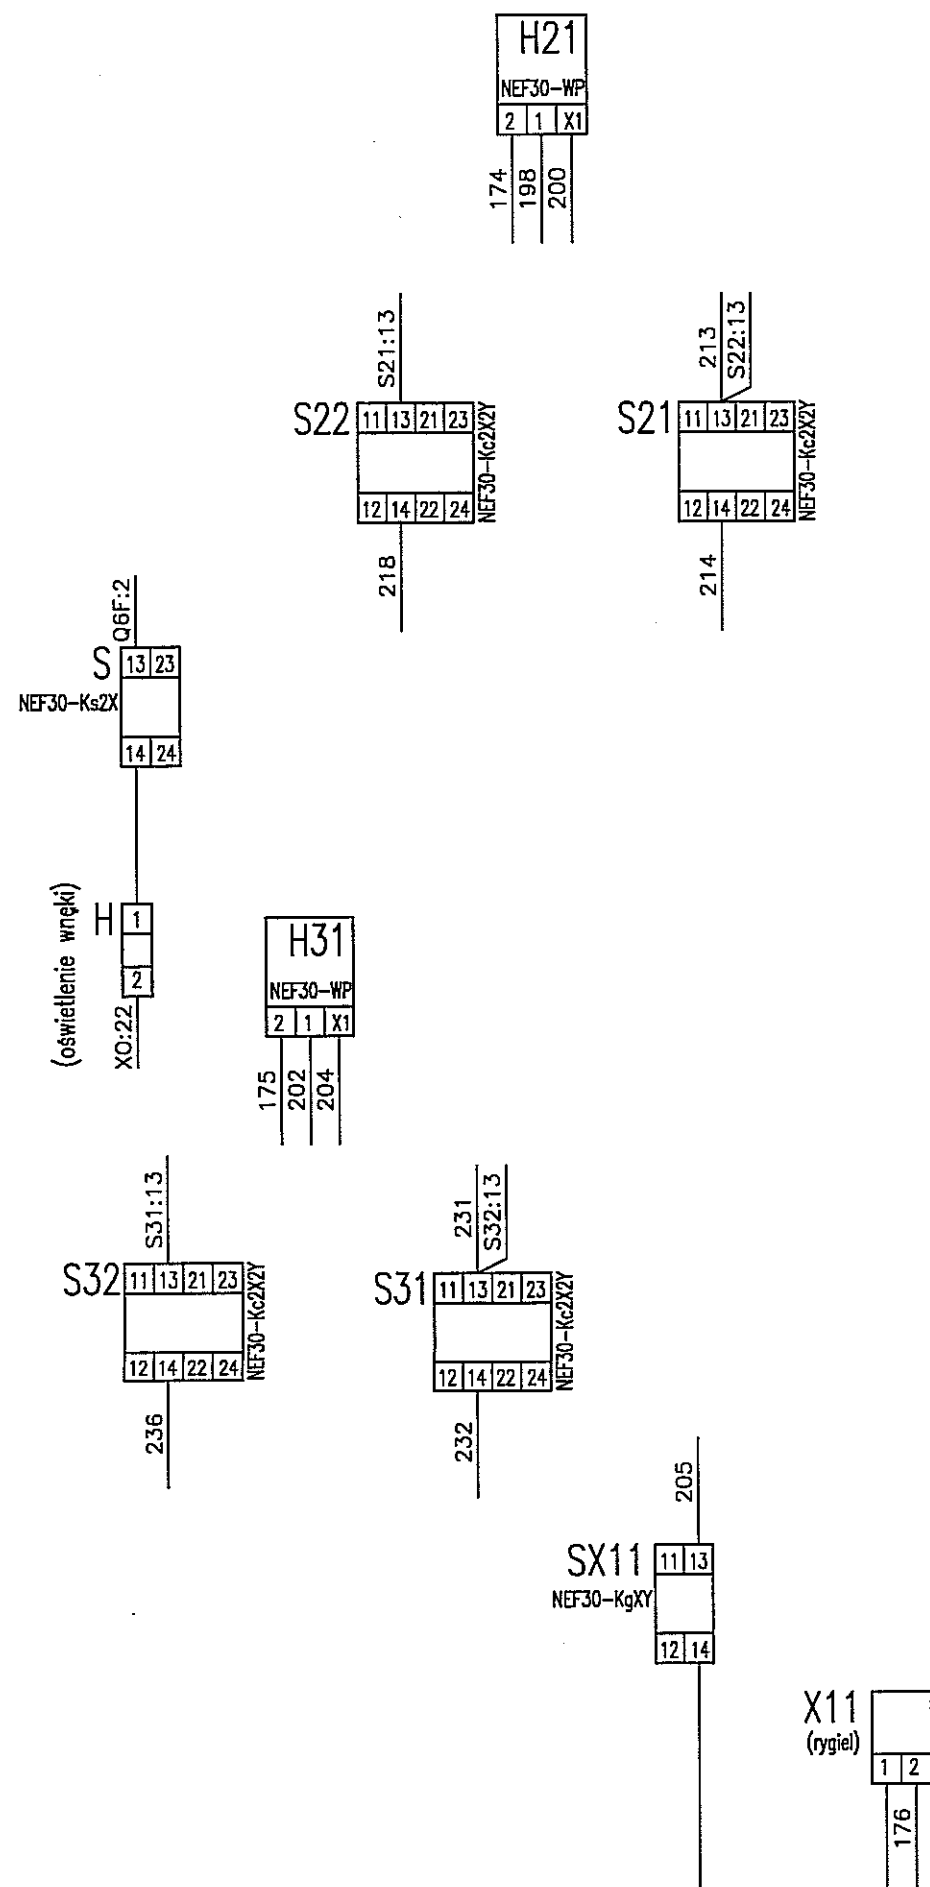 H21
NEF30-WP
2 1 X1
174
198
200
S21:13
S22
11 13 21 23
12 14 22 24
NEF30-Kc2X2Y
218
213
S22:13
S21
11 13 21 23
12 14 22 24
NEF30-Kc2X2Y
214
Q6F:2
S
13 23
NEF30-Ks2X
14 24
(oświetlenie wnęki)
H
1
2
X0:22
H31
NEF30-WP
2 1 X1
175
202
204
S31:13
S32
11 13 21 23
12 14 22 24
NEF30-Kc2X2Y
236
231
S32:13
S31
11 13 21 23
12 14 22 24
NEF30-Kc2X2Y
232
205
SX11
11 13
NEF30-KgXY
12 14
X11
(rygiel)
1 2
176